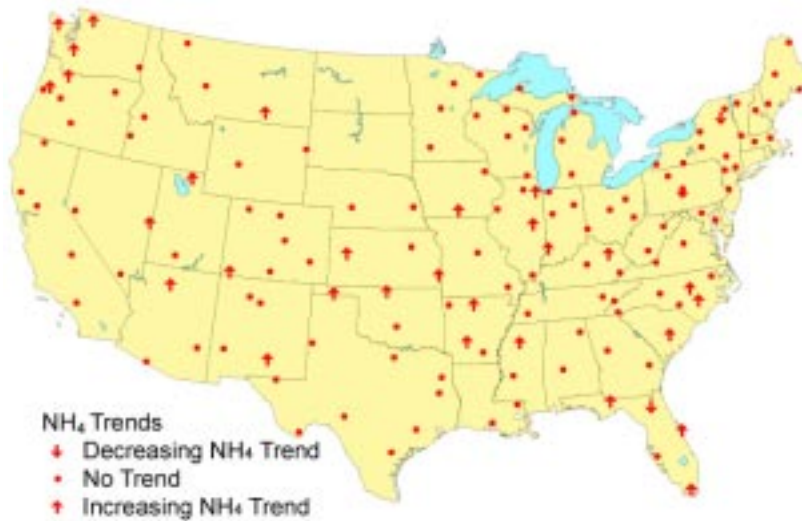 NH₄ Trends
Decreasing NH₄ Trend
No Trend
Increasing NH₄ Trend